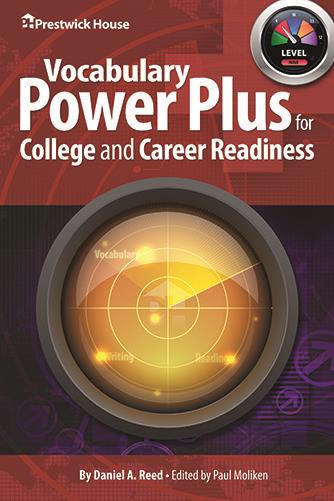 Prestwick House
LEVEL
Vocabulary
Power Plus for
College and Career Readiness
Vocabulary
Writing
Reading
By Daniel A. Reed • Edited by Paul Moliken